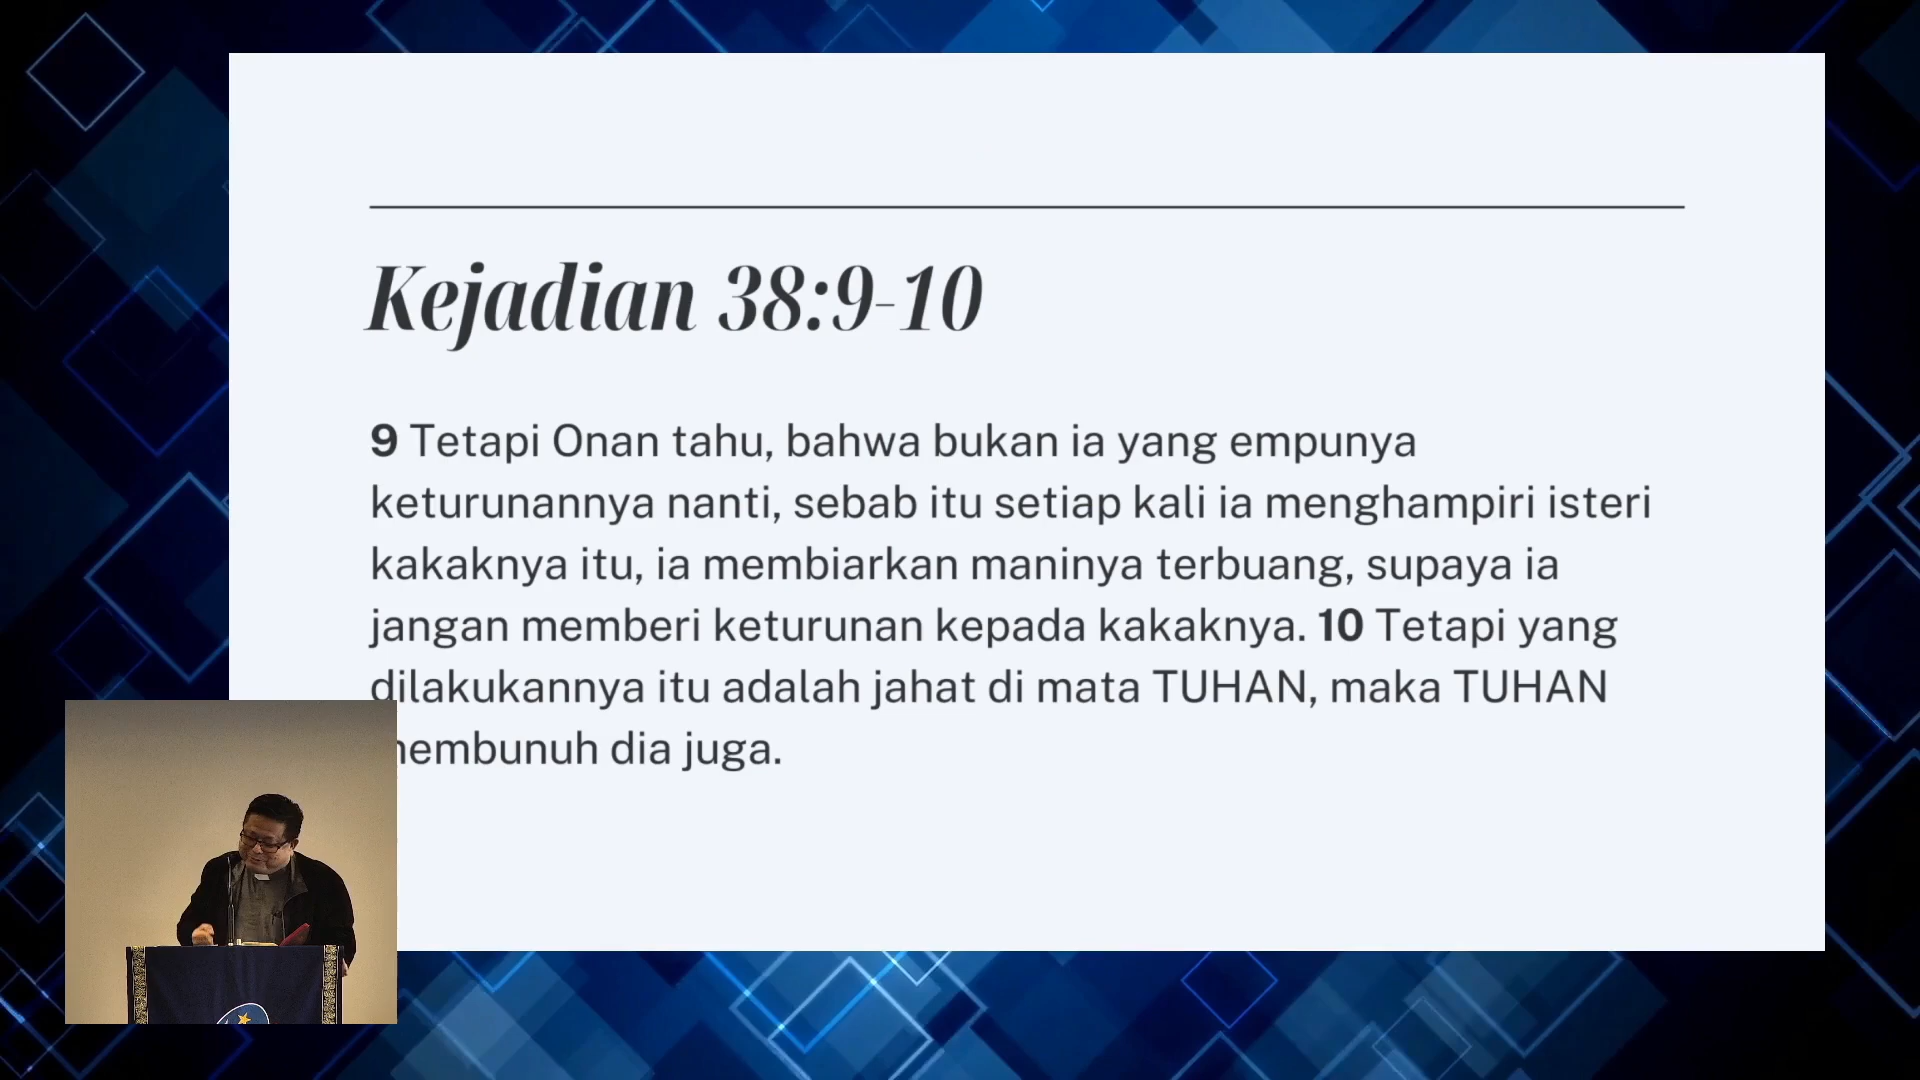 Kejadian 38:9-10
9 Tetapi Onan tahu, bahwa bukan ia yang empunya
keturunannya nanti, sebab itu setiap kali ia menghampiri isteri
kakaknya itu, ia membiarkan maninya terbuang, supaya ia
jangan memberi keturunan kepada kakaknya. 10 Tetapi yang
dilakukannya itu adalah jahat di mata TUHAN, maka TUHAN
membunuh dia juga.